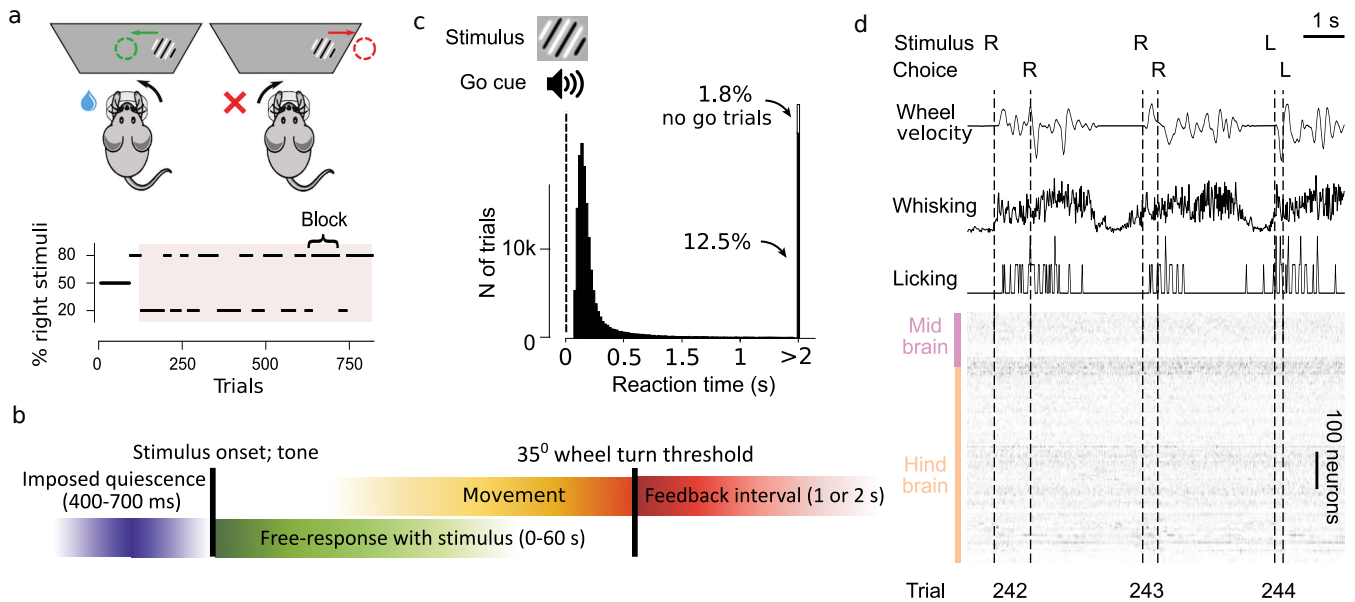 a
% right stimuli
80
50
20
Block
0
250
500
750
Trials
b
Stimulus onset; tone
35⁰ wheel turn threshold
Imposed quiescence
(400-700 ms)
Movement
Feedback interval (1 or 2 s)
Free-response with stimulus (0-60 s)
c
Stimulus
Go cue
1.8%
no go trials
12.5%
N of trials
10k
0
0
0.5
1.5
1
>2
Reaction time (s)
d
1 s
Stimulus R R L
Choice R R L
Wheel
velocity
Whisking
Licking
Mid
brain
Hind
brain
100 neurons
Trial 242 243 244